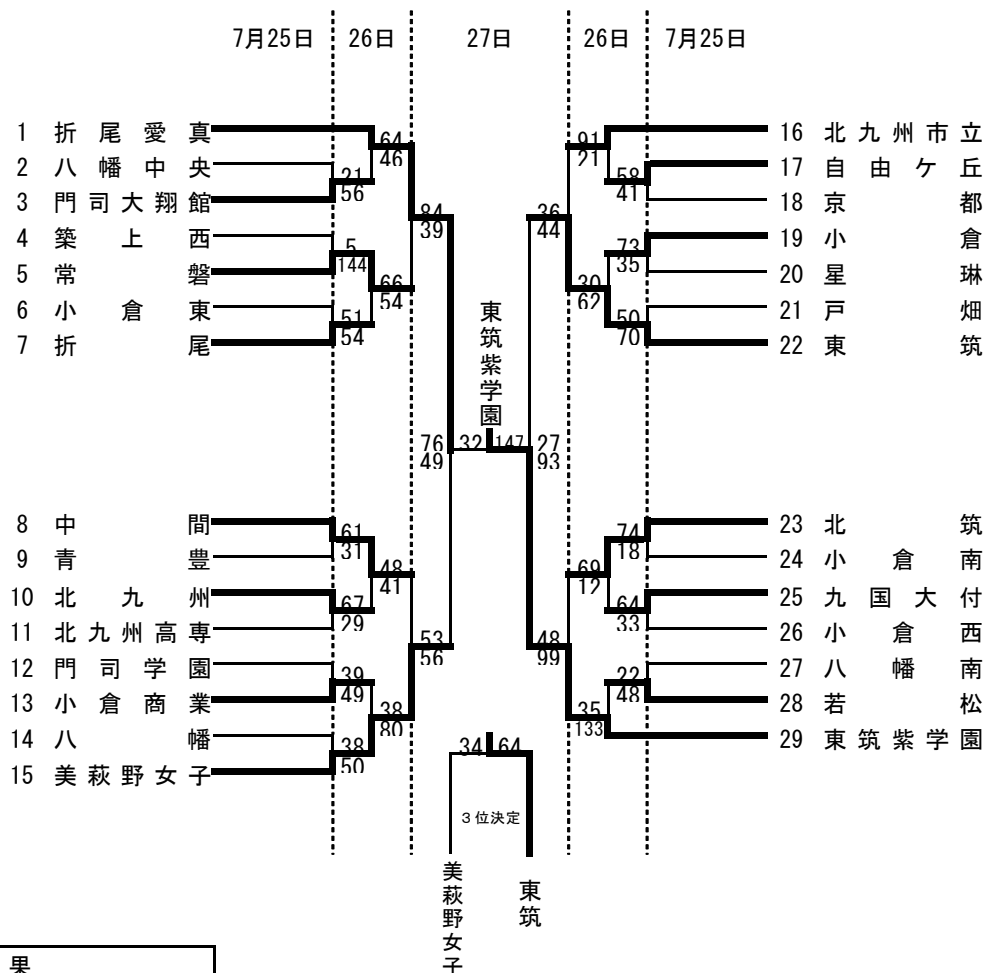 7月25日 26日 27日 26日 7月25日
1 折尾愛真
2 八幡中央
3 門司大翔館
4 築上西
5 常磐
6 小倉東
7 折尾
64
46
21
56
5
144
66
54
51
54
84
39
16 北九州市立
17 自由ケ丘
18 京都
19 小倉
20 星琳
21 戸畑
22 東筑
91
21
58
41
36
44
73
35
30
62
50
70
東筑紫学園
76
49
32 147
27
93
8 中間
9 青豊
10 北九州
11 北九州高専
12 門司学園
13 小倉商業
14 八幡
15 美萩野女子
61
31
48
41
67
29
53
56
39
49
38
80
38
50
23 北筑
24 小倉南
25 九国大付
26 小倉西
27 八幡南
28 若松
29 東筑紫学園
74
18
69
12
64
33
48
99
22
48
35
133
34 64
3位決定
美萩野女子
東筑
果